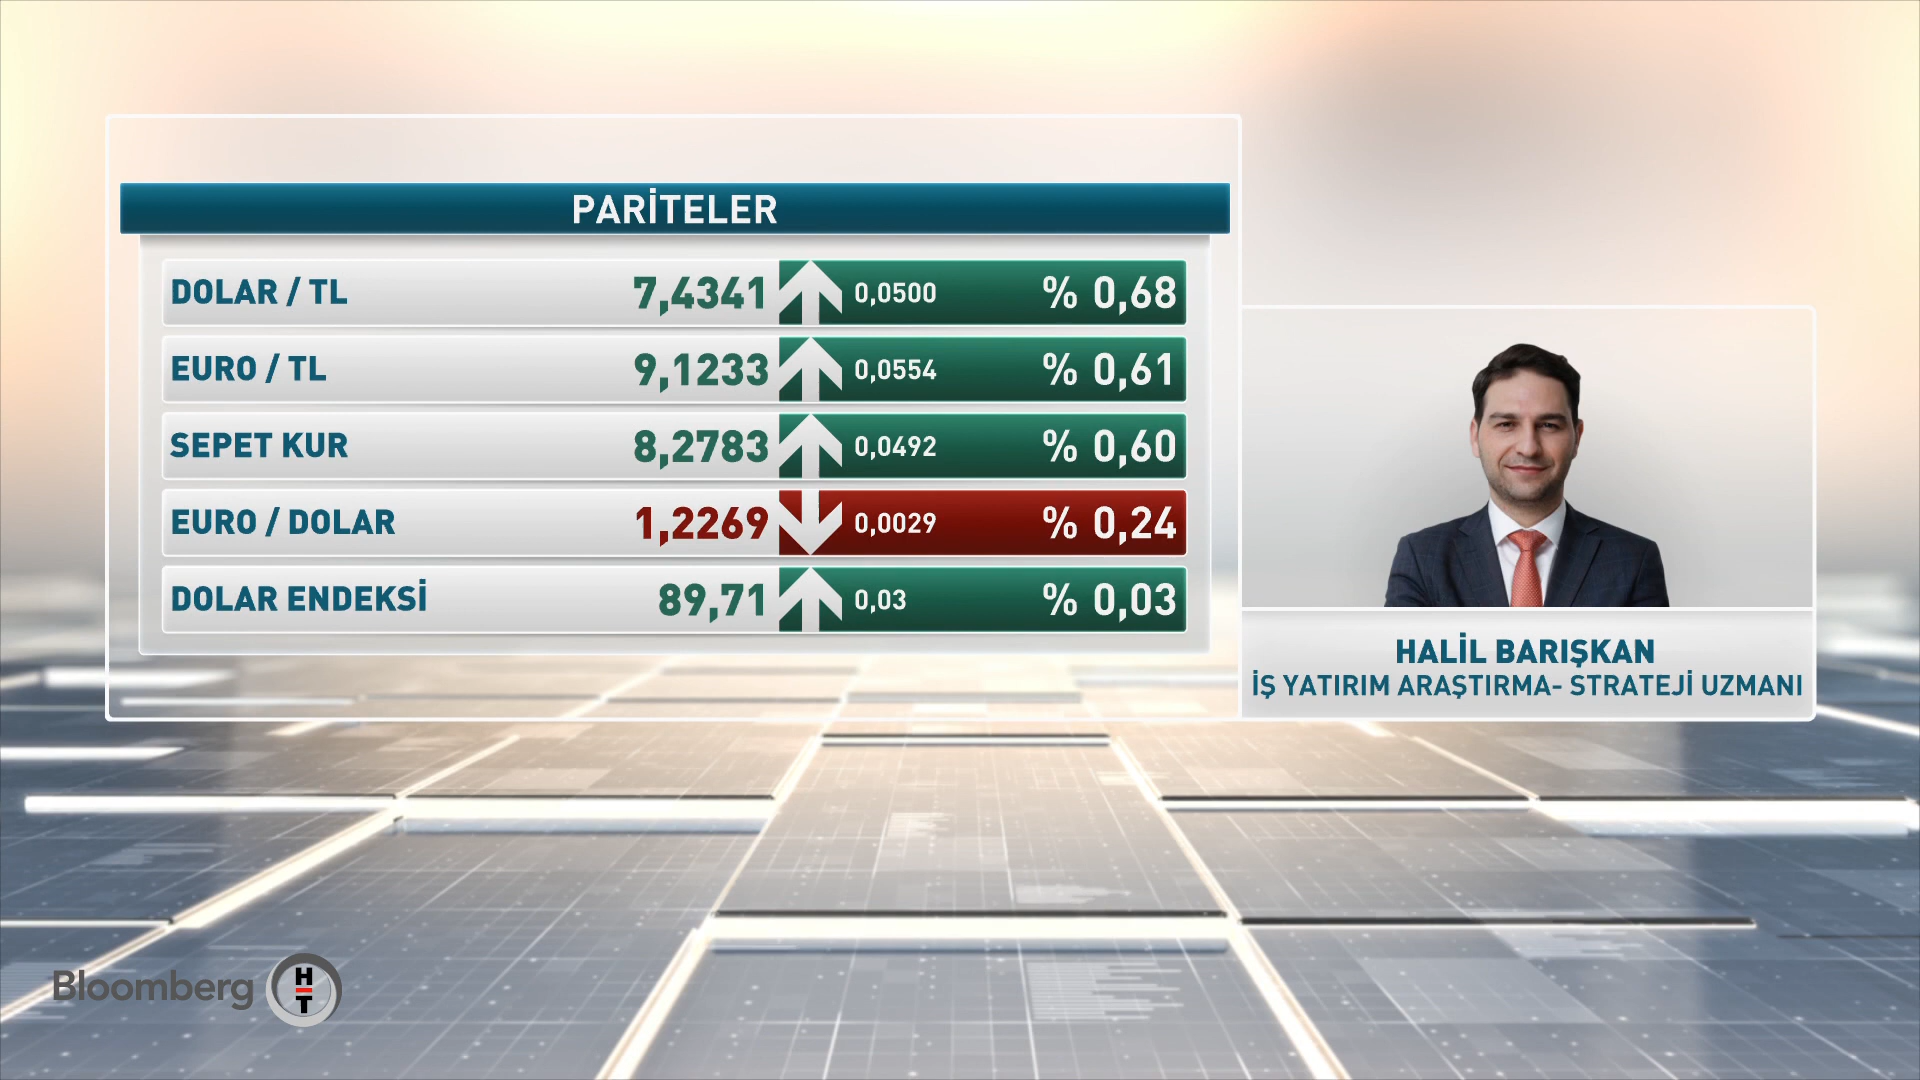 PARİTELER
DOLAR / TL 7,4341 0,0500 % 0,68
EURO / TL 9,1233 0,0554 % 0,61
SEPET KUR 8,2783 0,0492 % 0,60
EURO / DOLAR 1,2269 0,0029 % 0,24
DOLAR ENDEKSİ 89,71 0,03 % 0,03
HALİL BARIŞKAN
İŞ YATIRIM ARAŞTIRMA- STRATEJİ UZMANI
Bloomberg HT